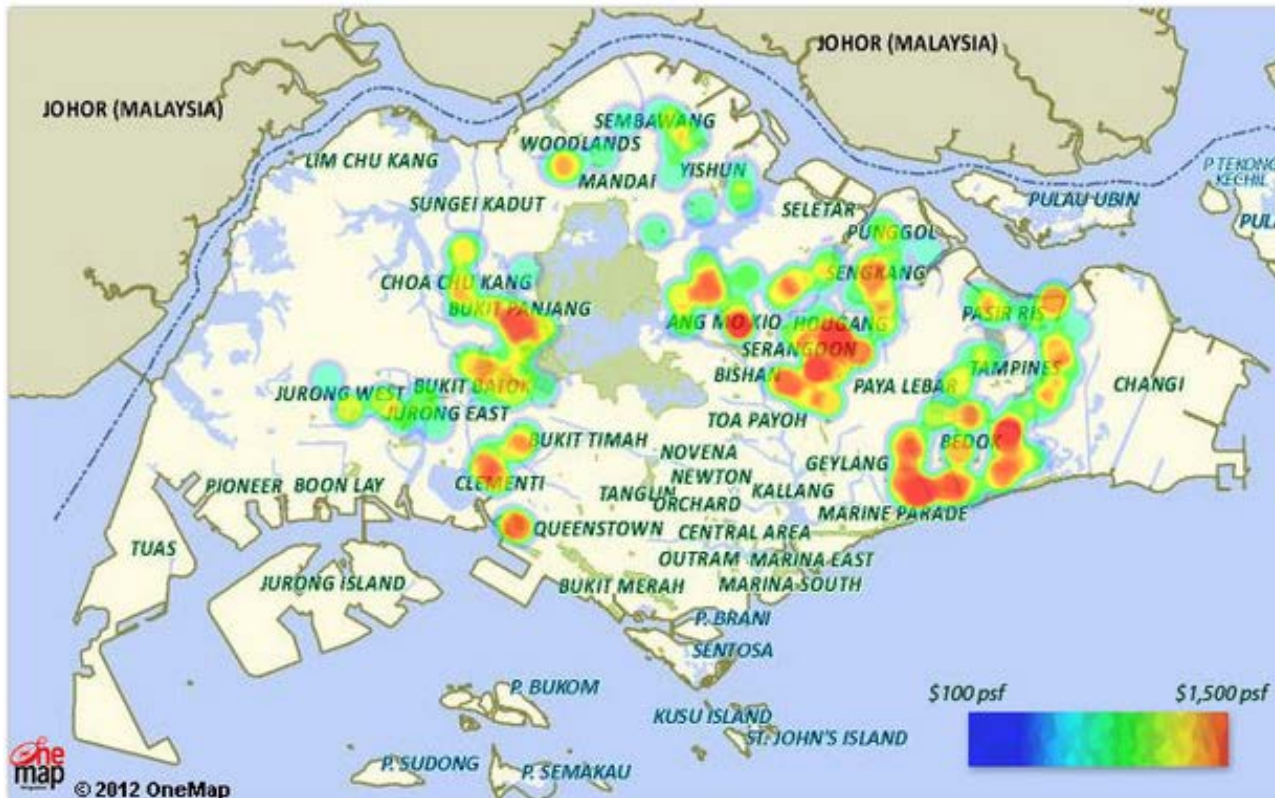 JOHOR (MALAYSIA)
JOHOR (MALAYSIA)
SEMBAWANG
WOODLANDS
LIM CHU KANG
MANDAI
YISHUN
P. TEKONG
KECHIL
PULAU UBIN
SUNGEI KADUT
SELETAR
PUNGGOL
CHOA CHU KANG
SENGKANG
BUKIT PANJANG
ANG MO KIO
HOUGANG
PASIR RIS
SERANGOON
JURONG WEST
BUKIT BATOK
BISHAN
PAYA LEBAR
TAMPINES
CHANGI
JURONG EAST
TOA PAYOH
BUKIT TIMAH
NOVENA
BEDOK
GEYLANG
PIONEER
BOON LAY
CLEMENTI
NEWTON
TANGLIN
KALLANG
ORCHARD
MARINE PARADE
QUEENSTOWN
CENTRAL AREA
TUAS
OUTRAM
MARINA EAST
JURONG ISLAND
BUKIT MERAH
MARINA SOUTH
P. BRANI
SENTOSA
P. BUKOM
KUSU ISLAND
ST. JOHN'S ISLAND
P. SUDONG
P. SEMAKAU
$100 psf
$1,500 psf
One
map
© 2012 OneMap